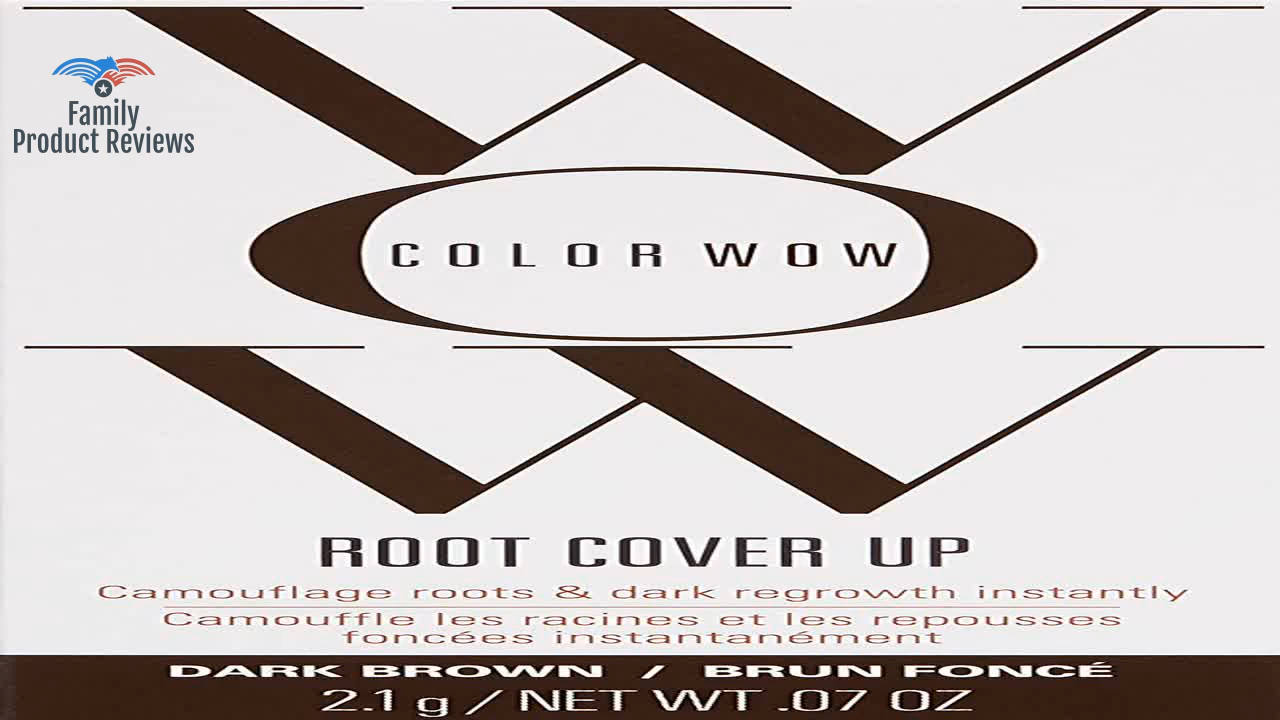 Family
Product Reviews
W
COLOR WOW
W
ROOT COVER UP
Camouflage roots & dark regrowth instantly
Camouffle les racines et les repousses
foncées instantanément
DARK BROWN / BRUN FONCÉ
2.1 g / NET WT .07 OZ